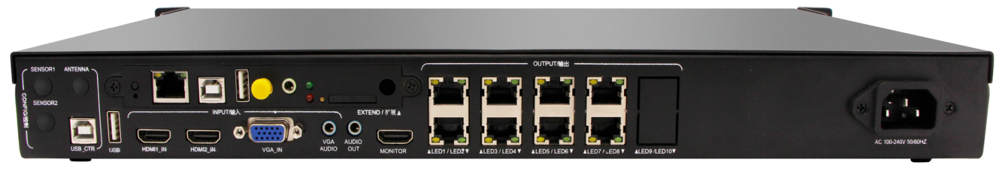 SENSOR1
ANTENNA
SENSOR2
CONFIG/控制
USB_CTR
USB
INPUT/输入
HDMI1_IN
HDMI2_IN
VGA_IN
VGA
AUDIO
AUDIO
OUT
EXTEND / 扩展▲
MONITOR
OUTPUT/输出
▲LED1 / LED2▼
▲LED3 / LED4▼
▲LED5 / LED6▼
▲LED7 / LED8▼
▲LED9 /LED10▼
AC 100-240V 50/60HZ